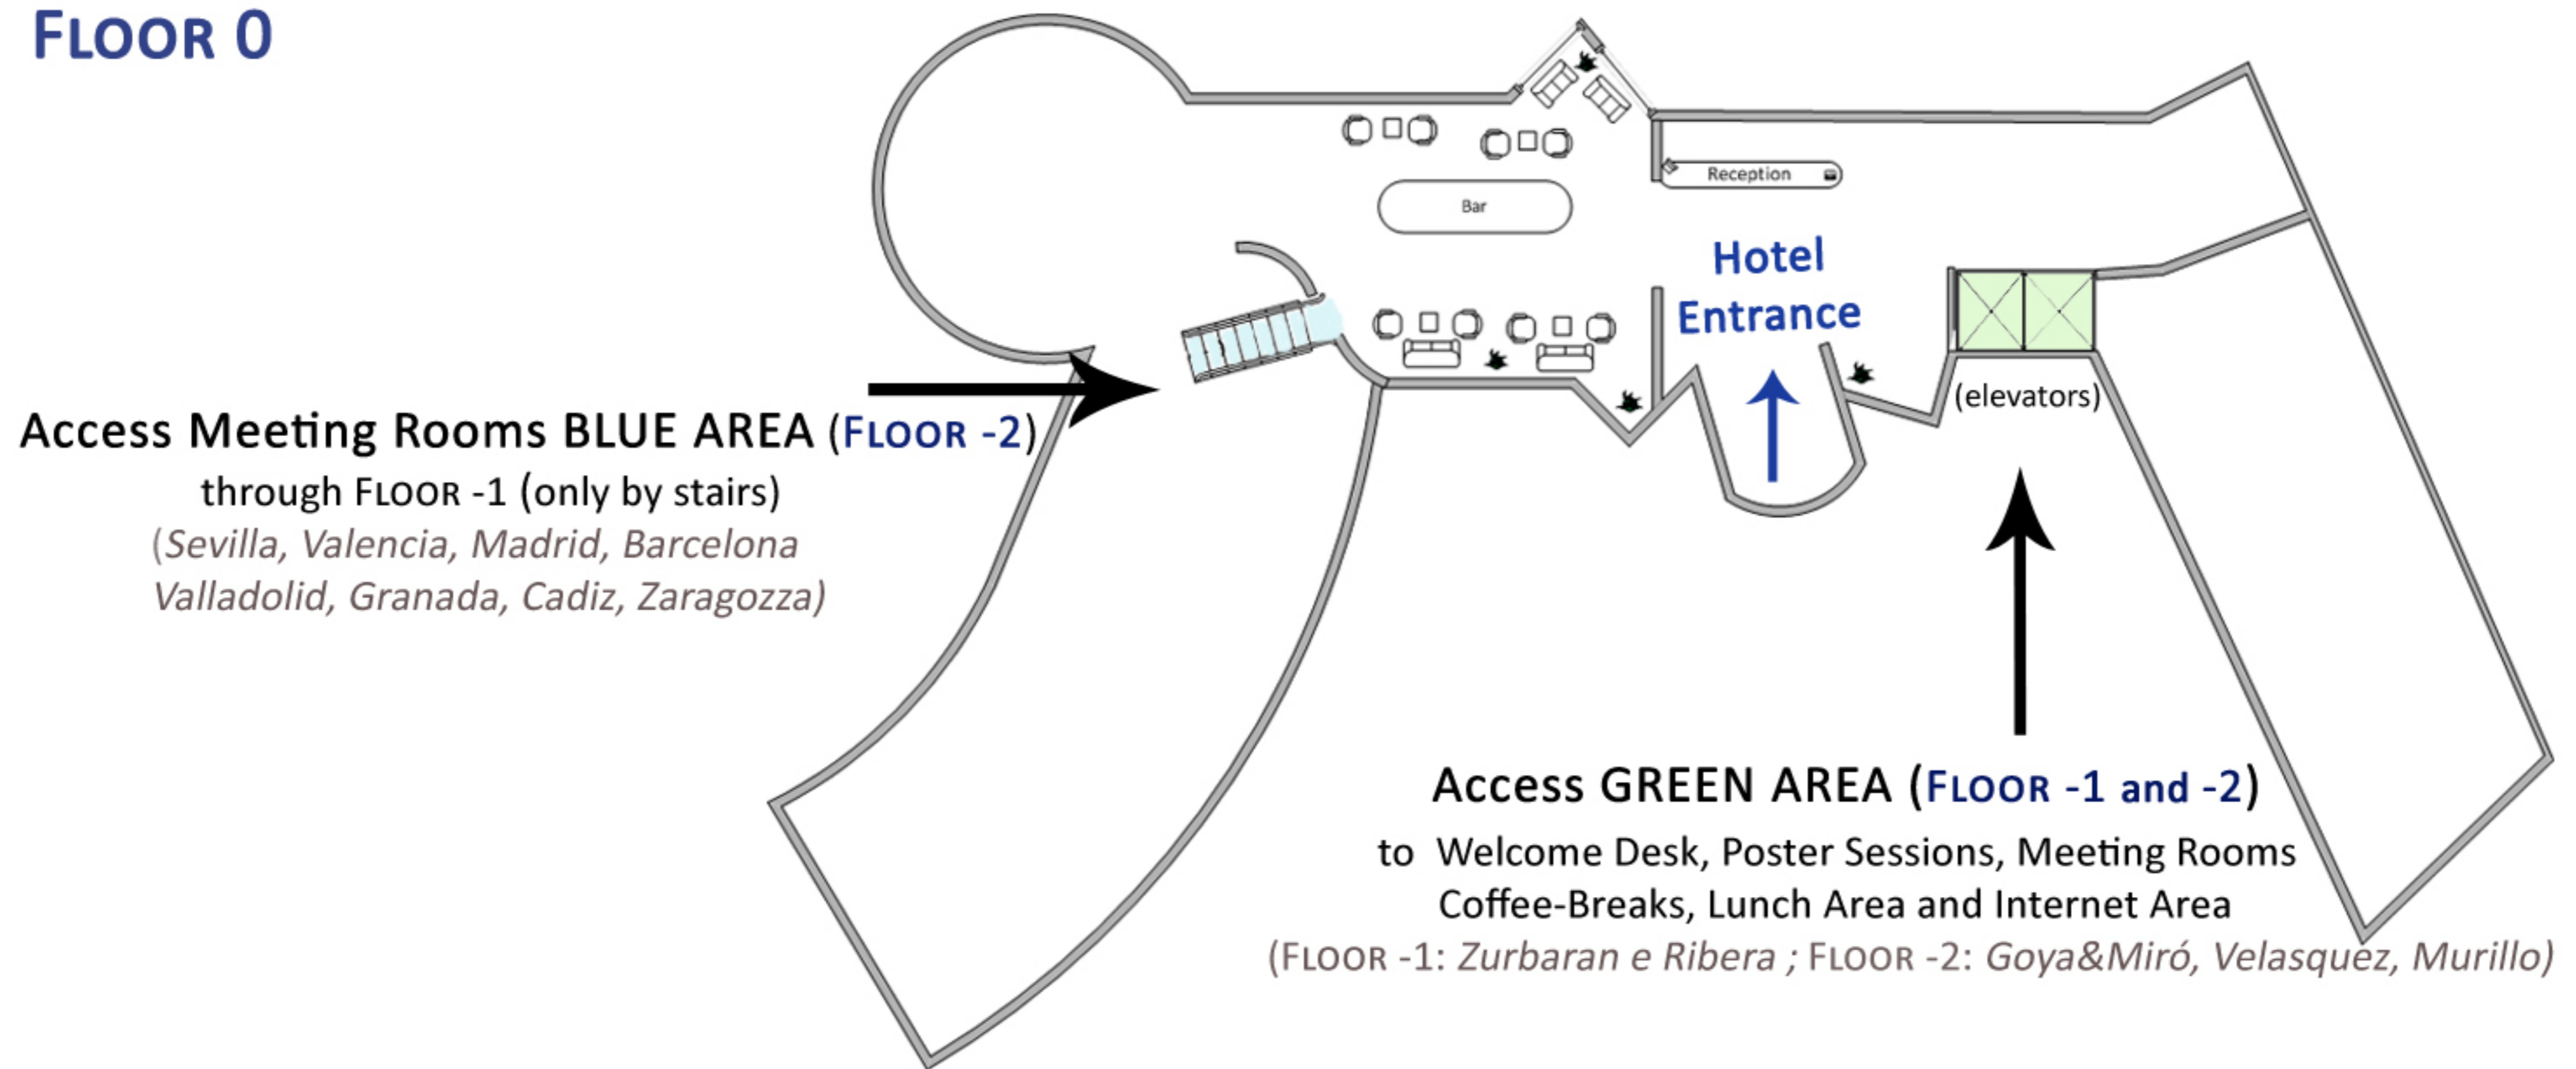 FLOOR 0
Reception
Bar
Hotel
Entrance
(elevators)
Access Meeting Rooms BLUE AREA (FLOOR -2)
through FLOOR -1 (only by stairs)
(Sevilla, Valencia, Madrid, Barcelona
Valladolid, Granada, Cadiz, Zaragozza)
Access GREEN AREA (FLOOR -1 and -2)
to Welcome Desk, Poster Sessions, Meeting Rooms
Coffee-Breaks, Lunch Area and Internet Area
(FLOOR -1: Zurbaran e Ribera ; FLOOR -2: Goya&Miró, Velasquez, Murillo)